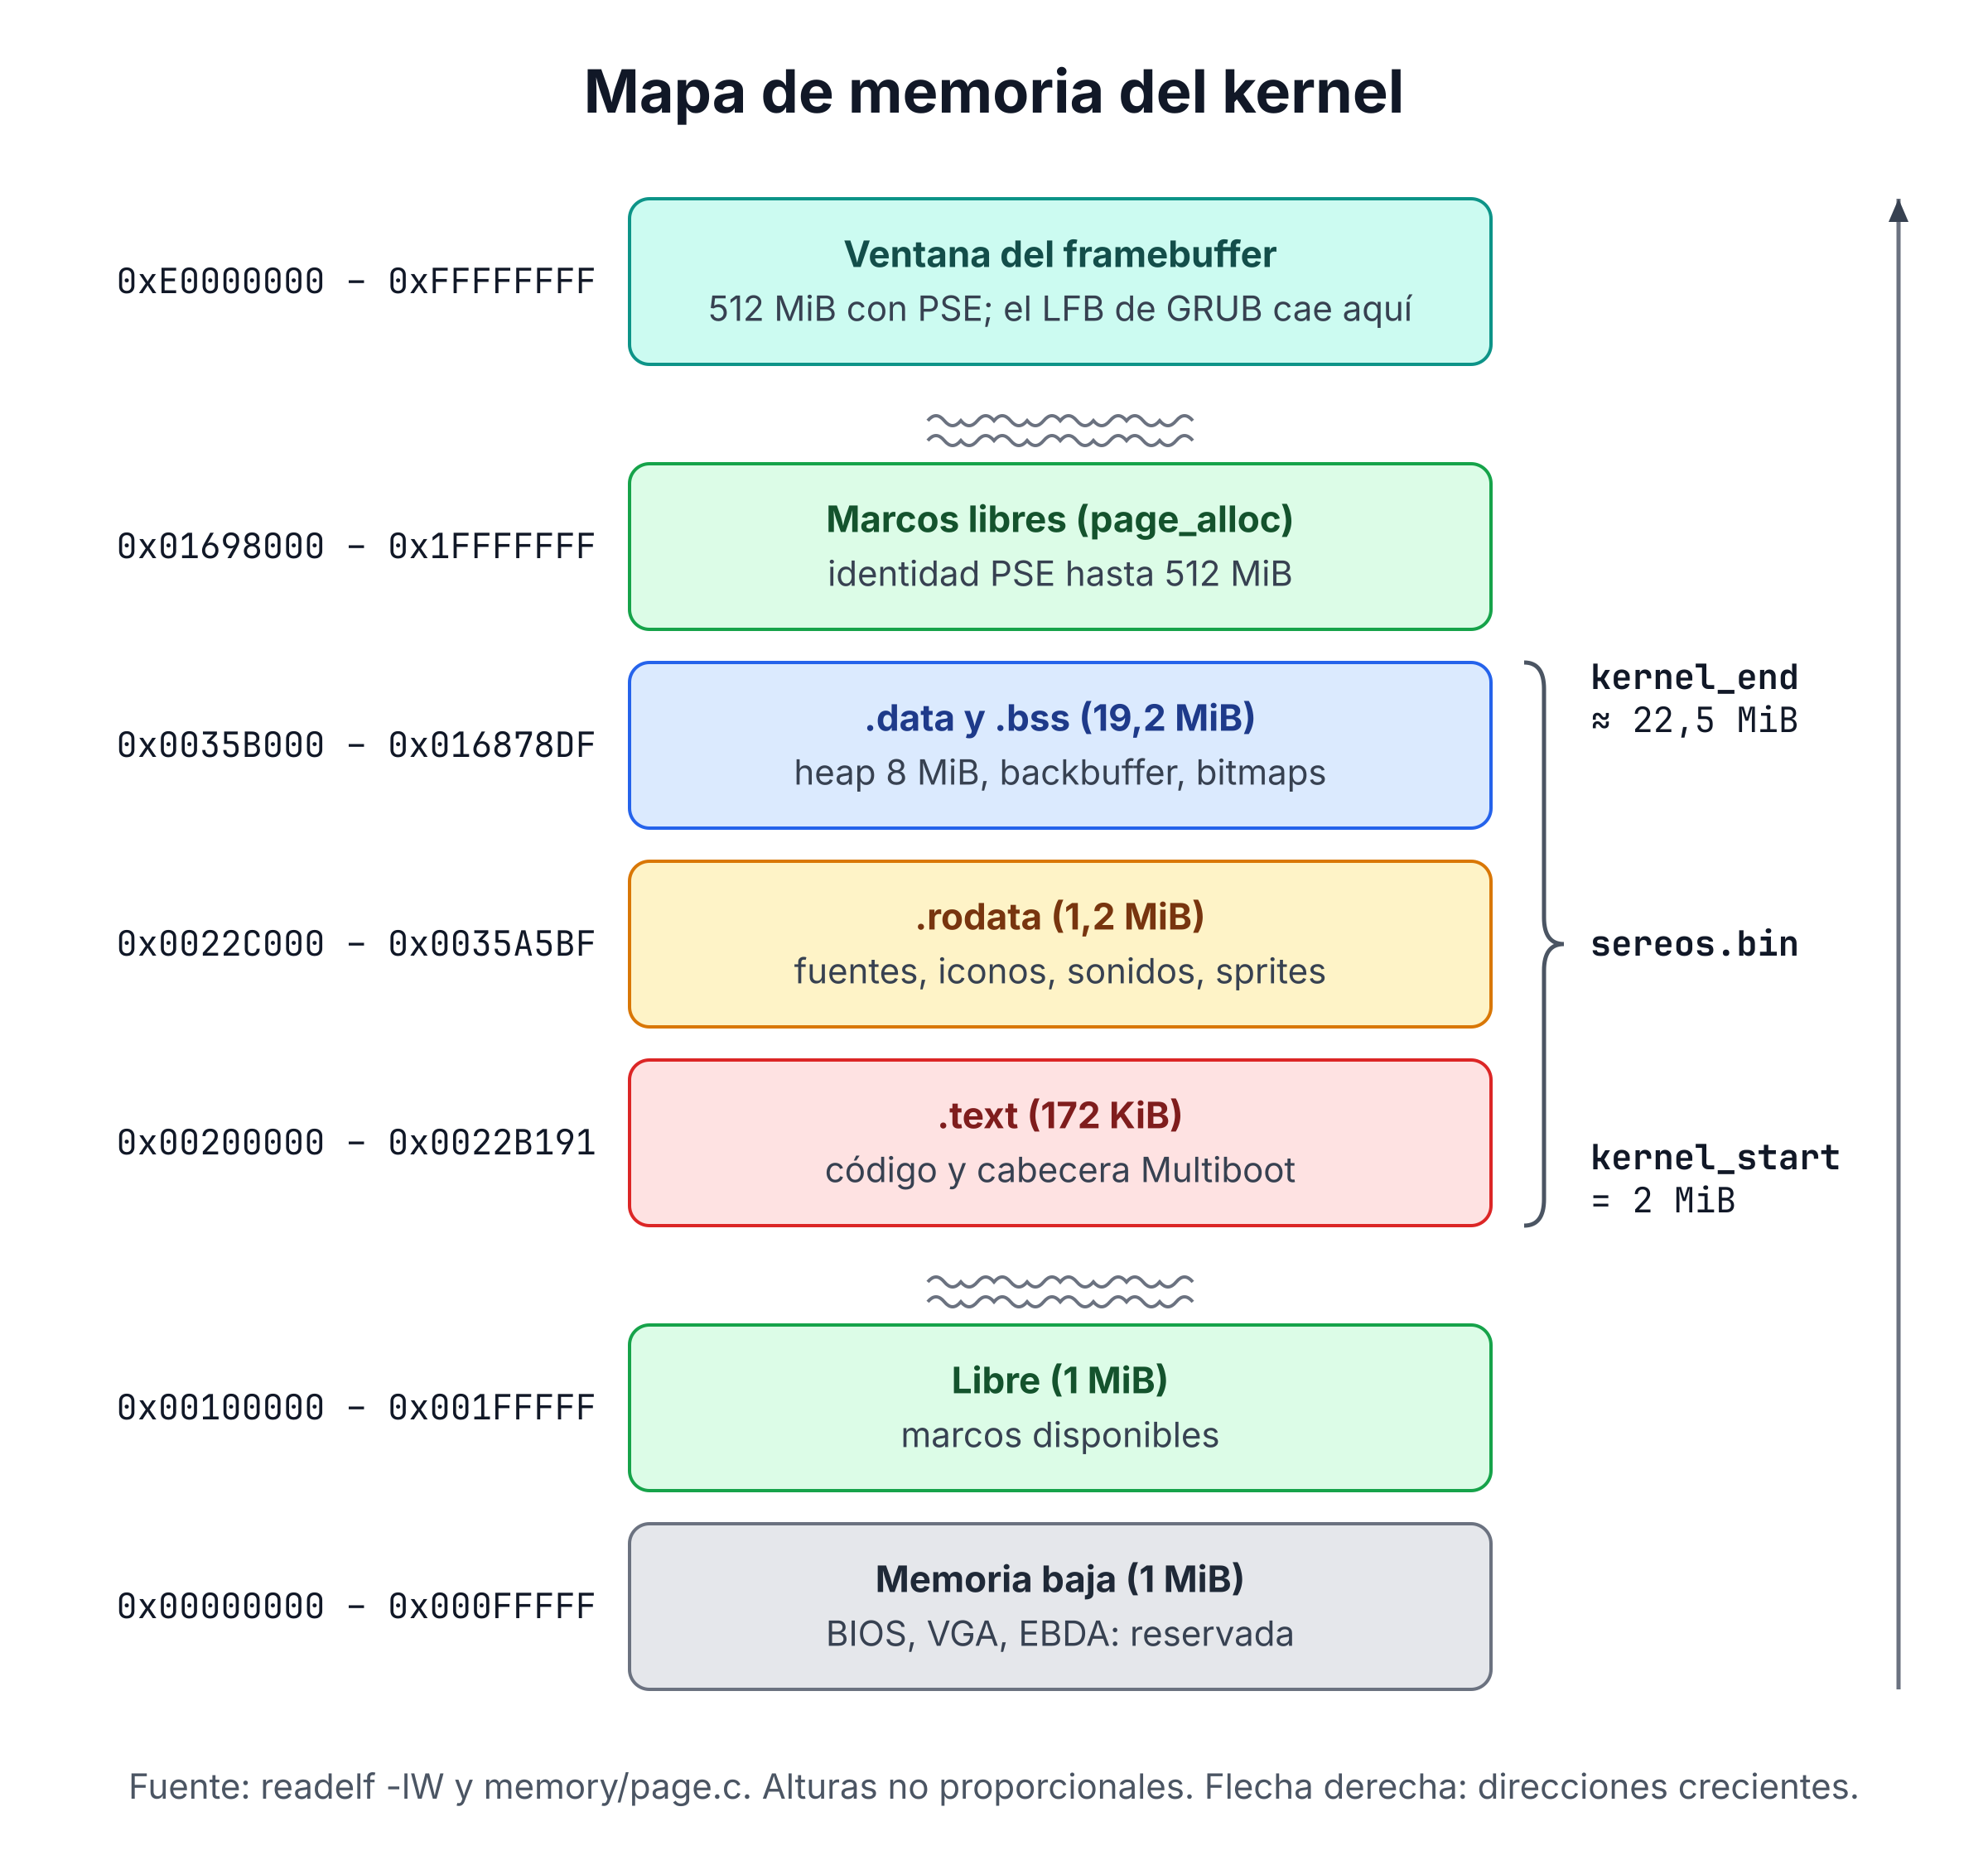 Mapa de memoria del kernel
0xE0000000 – 0xFFFFFFFF
Ventana del framebuffer
512 MiB con PSE; el LFB de GRUB cae aquí
0x01698000 – 0x1FFFFFFF
Marcos libres (page_alloc)
identidad PSE hasta 512 MiB
0x0035B000 – 0x016878DF
.data y .bss (19,2 MiB)
heap 8 MiB, backbuffer, bitmaps
kernel_end
≈ 22,5 MiB
0x0022C000 – 0x0035A5BF
.rodata (1,2 MiB)
fuentes, iconos, sonidos, sprites
sereos.bin
0x00200000 – 0x0022B191
.text (172 KiB)
código y cabecera Multiboot
kernel_start
= 2 MiB
0x00100000 – 0x001FFFFF
Libre (1 MiB)
marcos disponibles
0x00000000 – 0x000FFFFF
Memoria baja (1 MiB)
BIOS, VGA, EBDA: reservada
Fuente: readelf -lW y memory/page.c. Alturas no proporcionales. Flecha derecha: direcciones crecientes.